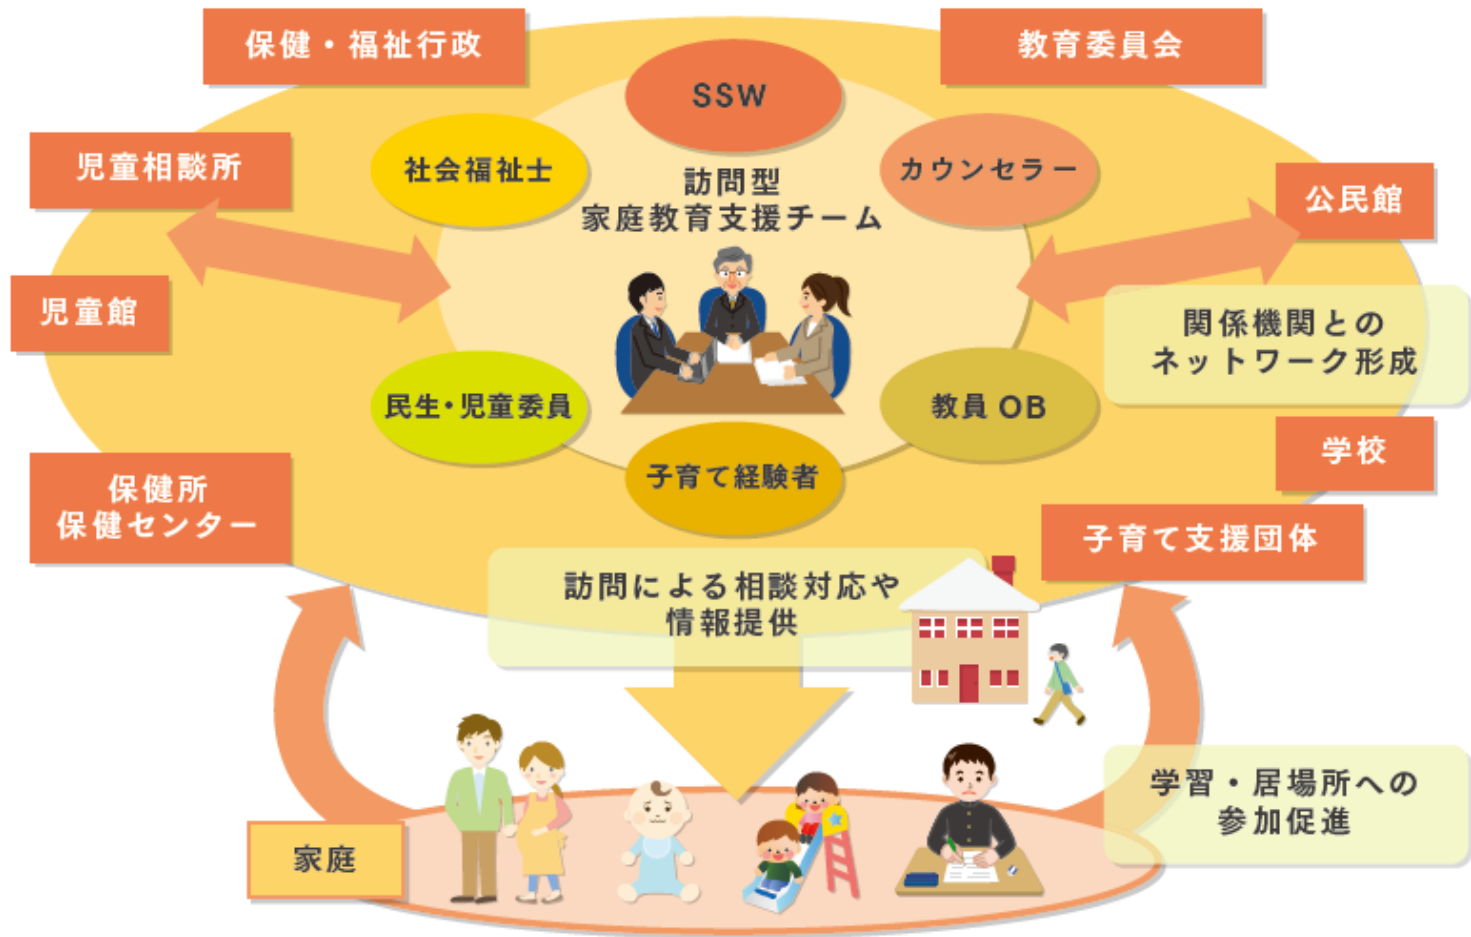 保健・福祉行政
教育委員会
SSW
児童相談所
社会福祉士
カウンセラー
公民館
訪問型
家庭教育支援チーム
児童館
関係機関との
ネットワーク形成
民生・児童委員
教員 OB
学校
子育て経験者
保健所
保健センター
子育て支援団体
訪問による相談対応や
情報提供
学習・居場所への
参加促進
家庭